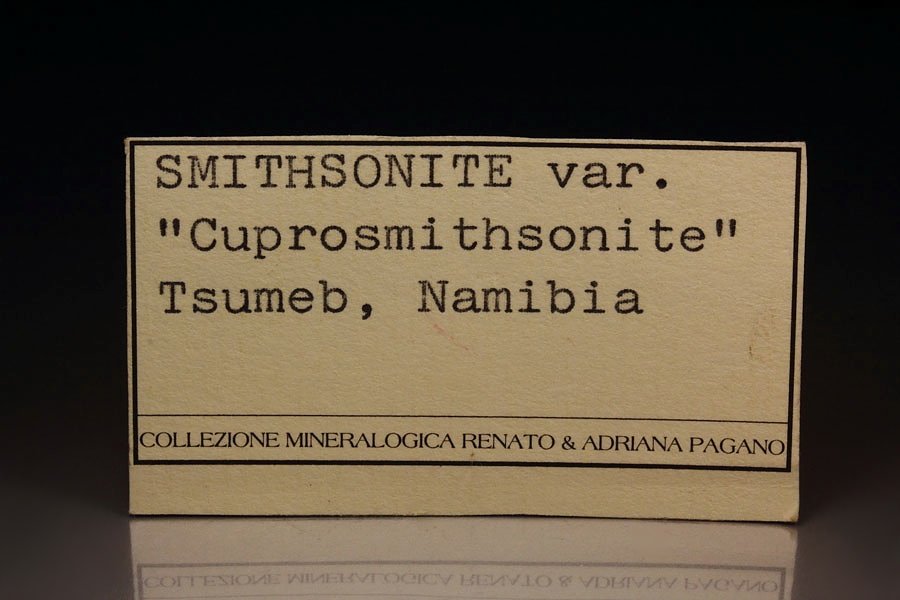 SMITHSONITE var.
"Cuprosmithsonite"
Tsumeb, Namibia
COLLEZIONE MINERALOGICA RENATO & ADRIANA PAGANO